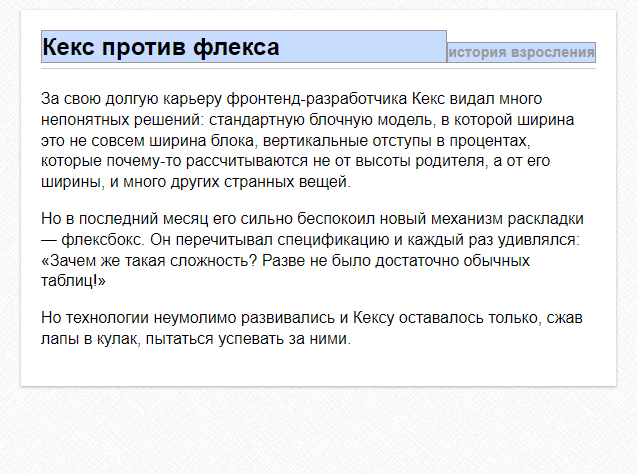 Кекс против флекса
история взросления
За свою долгую карьеру фронтенд-разработчика Кекс видал много
непонятных решений: стандартную блочную модель, в которой ширина
это не совсем ширина блока, вертикальные отступы в процентах,
которые почему-то рассчитываются не от высоты родителя, а от его
ширины, и много других странных вещей.
Но в последний месяц его сильно беспокоил новый механизм раскладки
— флексбокс. Он перечитывал спецификацию и каждый раз удивлялся:
«Зачем же такая сложность? Разве не было достаточно обычных
таблиц!»
Но технологии неумолимо развивались и Кексу оставалось только, сжав
лапы в кулак, пытаться успевать за ними.